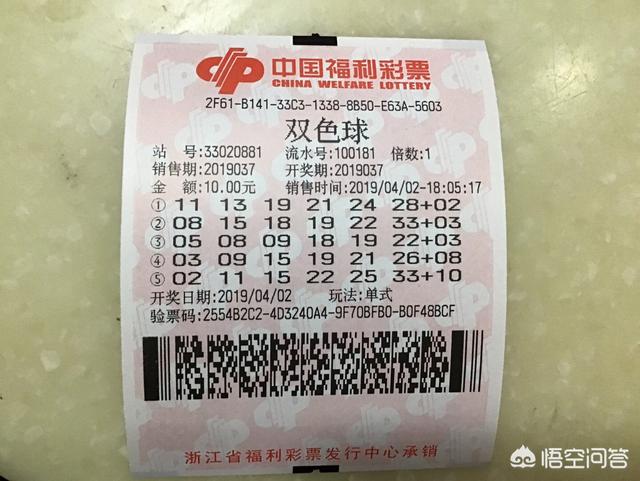 中国福利彩票
CHINA WELFARE LOTTERY
2F61-B141-33C3-1338-8B50-E63A-5603
双色球
站 号:33020881 流水号:100181 倍数:1
销售期:2019037 开奖期:2019037
金 额:10.00元 销售时间:2019/04/02-18:05:17
① 11 13 19 21 24 28+02
② 08 15 18 19 22 33+03
③ 05 08 09 18 19 22+03
④ 03 09 15 19 21 26+08
⑤ 02 11 15 22 25 33+10
开奖日期:2019/04/02 玩法:单式
验票码:2554B2C2-4D3240A4-9F70BFB0-B0F48BCF
浙江省福利彩票发行中心承销
悟空问答